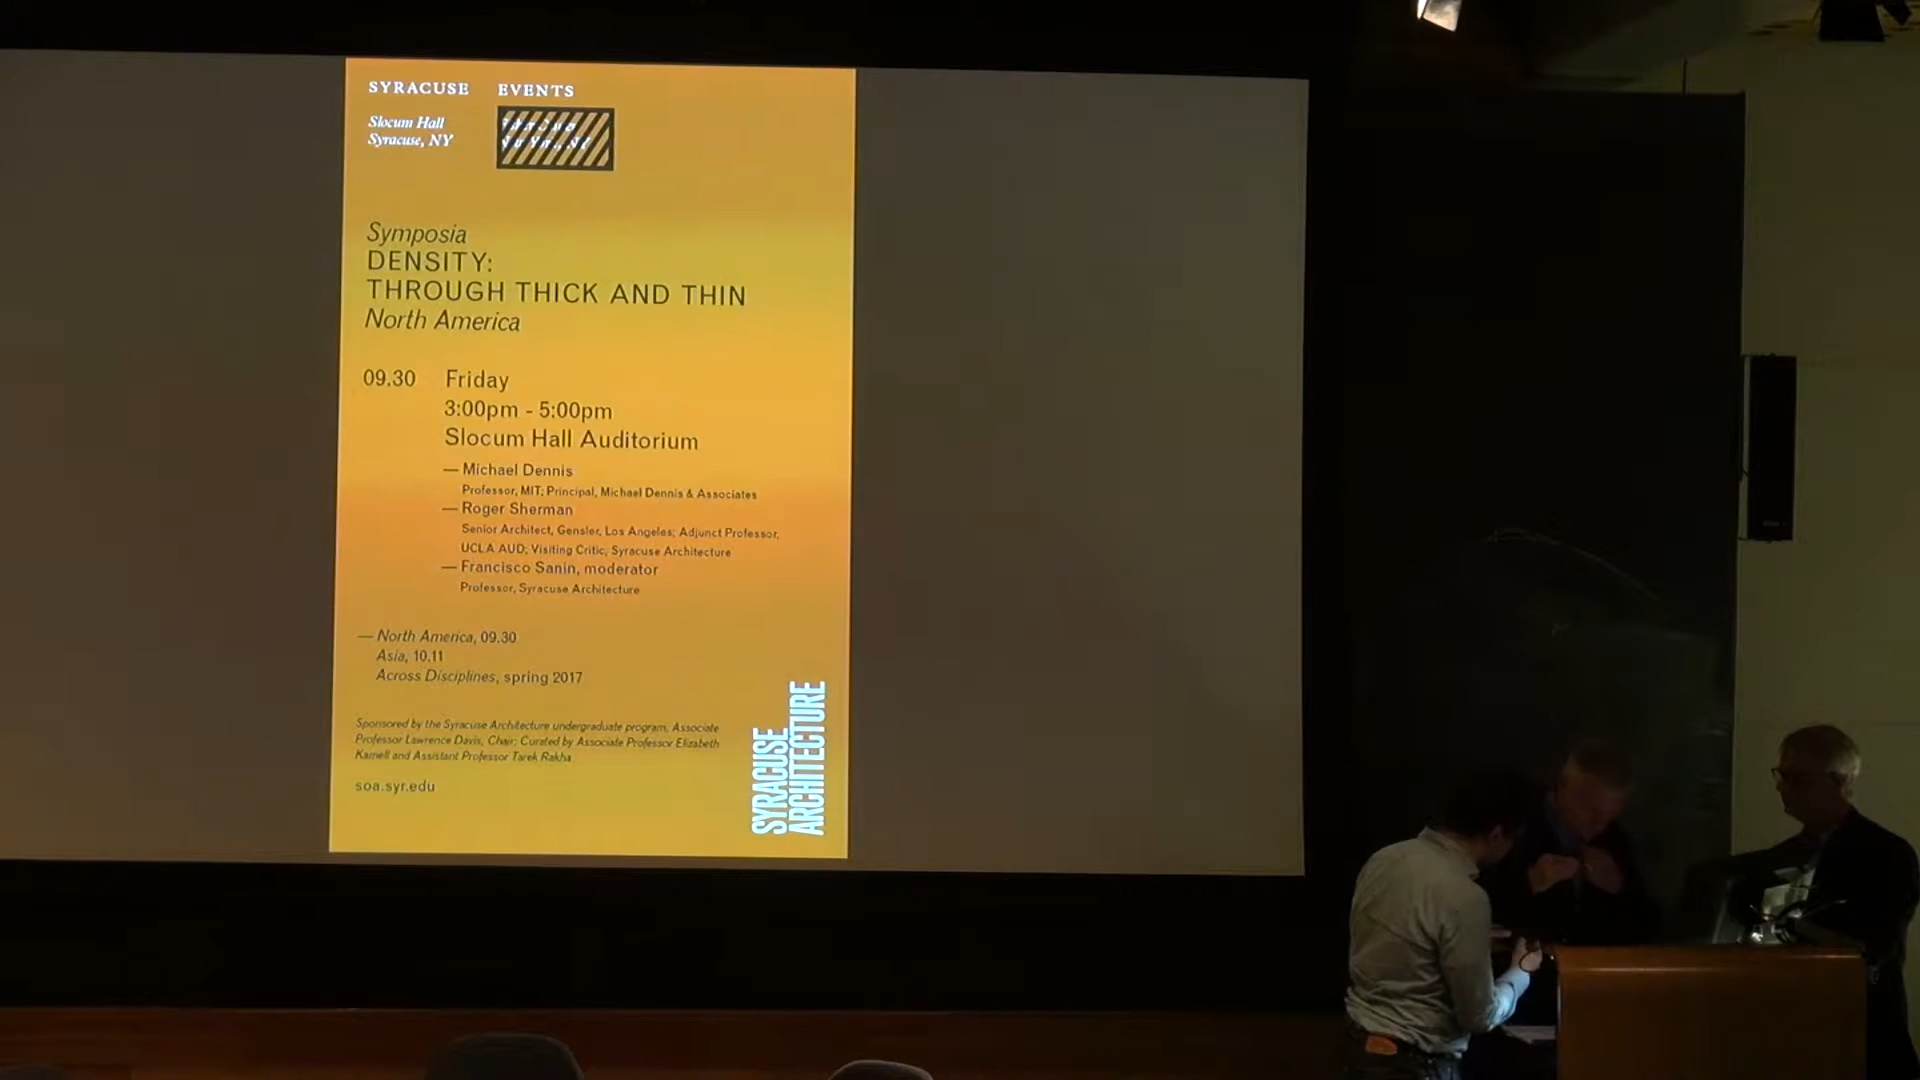 SYRACUSE EVENTS
Slocum Hall
Syracuse, NY
Symposia
DENSITY:
THROUGH THICK AND THIN
North America
09.30 Friday
3:00pm - 5:00pm
Slocum Hall Auditorium
— Michael Dennis
Professor, MIT; Principal, Michael Dennis & Associates
— Roger Sherman
Senior Architect, Gensler, Los Angeles; Adjunct Professor,
UCLA AUD; Visiting Critic, Syracuse Architecture
— Francisco Sanin, moderator
Professor, Syracuse Architecture
— North America, 09.30
Asia, 10.11
Across Disciplines, spring 2017
Sponsored by the Syracuse Architecture undergraduate program, Associate
Professor Lawrence Davis, Chair; Curated by Associate Professor Elizabeth
Kamell and Assistant Professor Tarek Rakha
soa.syr.edu
SYRACUSE
ARCHITECTURE